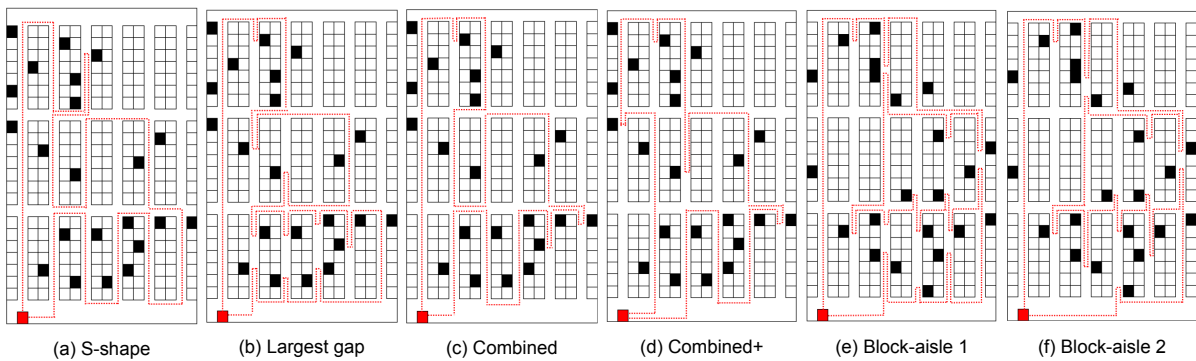 (a) S-shape
(b) Largest gap
(c) Combined
(d) Combined+
(e) Block-aisle 1
(f) Block-aisle 2